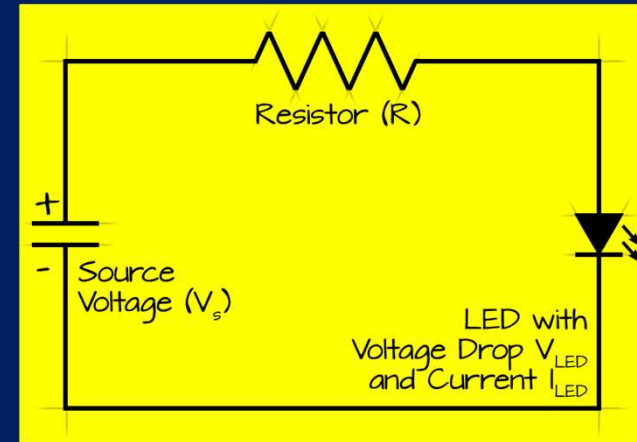 Resistor (R)
+
-
Source
Voltage (Vs)
LED with
Voltage Drop VLED
and Current ILED